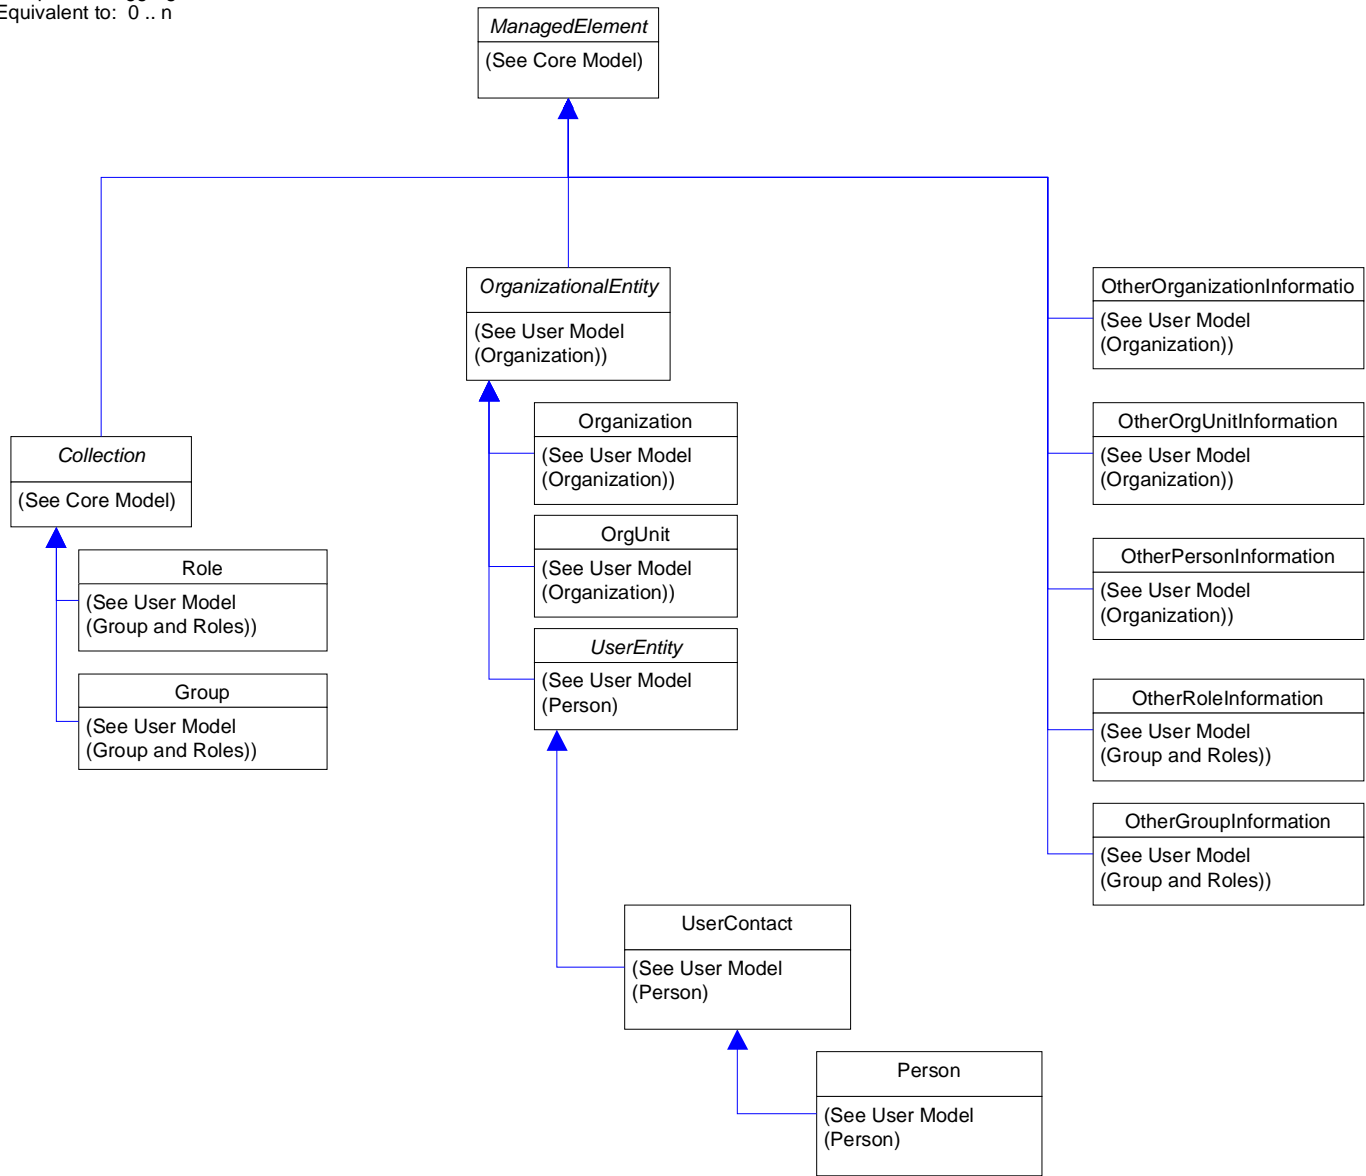 Equivalent to: 0 .. n
ManagedElement
(See Core Model)
OrganizationalEntity
(See User Model
(Organization))
Organization
(See User Model
(Organization))
OrgUnit
(See User Model
(Organization))
UserEntity
(See User Model
(Person)
Collection
(See Core Model)
Role
(See User Model
(Group and Roles))
Group
(See User Model
(Group and Roles))
OtherOrganizationInformatio
(See User Model
(Organization))
OtherOrgUnitInformation
(See User Model
(Organization))
OtherPersonInformation
(See User Model
(Organization))
OtherRoleInformation
(See User Model
(Group and Roles))
OtherGroupInformation
(See User Model
(Group and Roles))
UserContact
(See User Model
(Person)
Person
(See User Model
(Person)